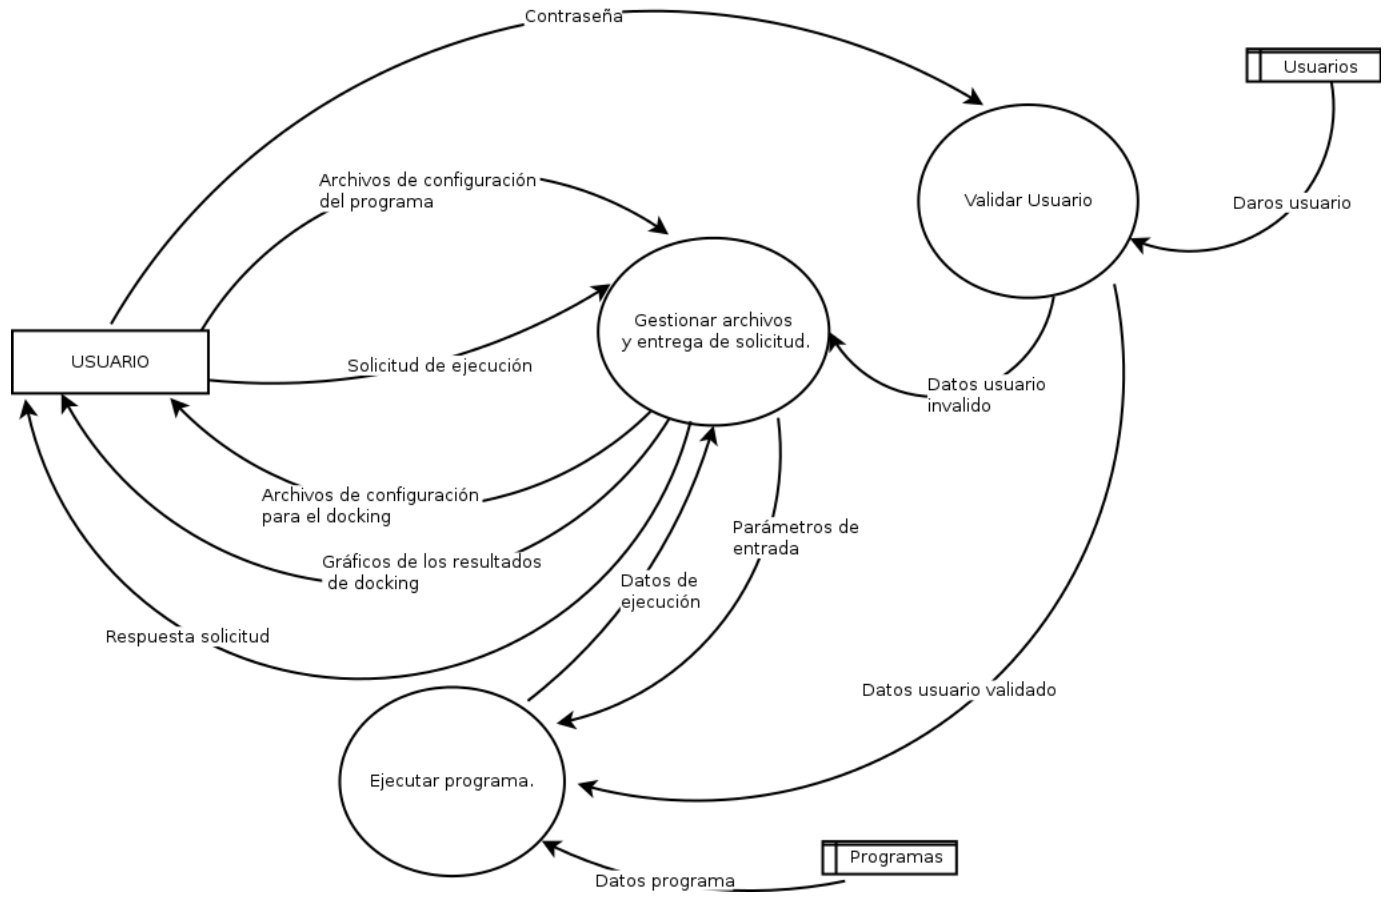 Contraseña
Usuarios
Archivos de configuración
del programa
Validar Usuario
Daros usuario
Gestionar archivos
y entrega de solicitud.
USUARIO
Solicitud de ejecución
Datos usuario
invalido
Archivos de configuración
para el docking
Parámetros de
entrada
Gráficos de los resultados
de docking
Datos de
ejecución
Respuesta solicitud
Datos usuario validado
Ejecutar programa.
Programas
Datos programa